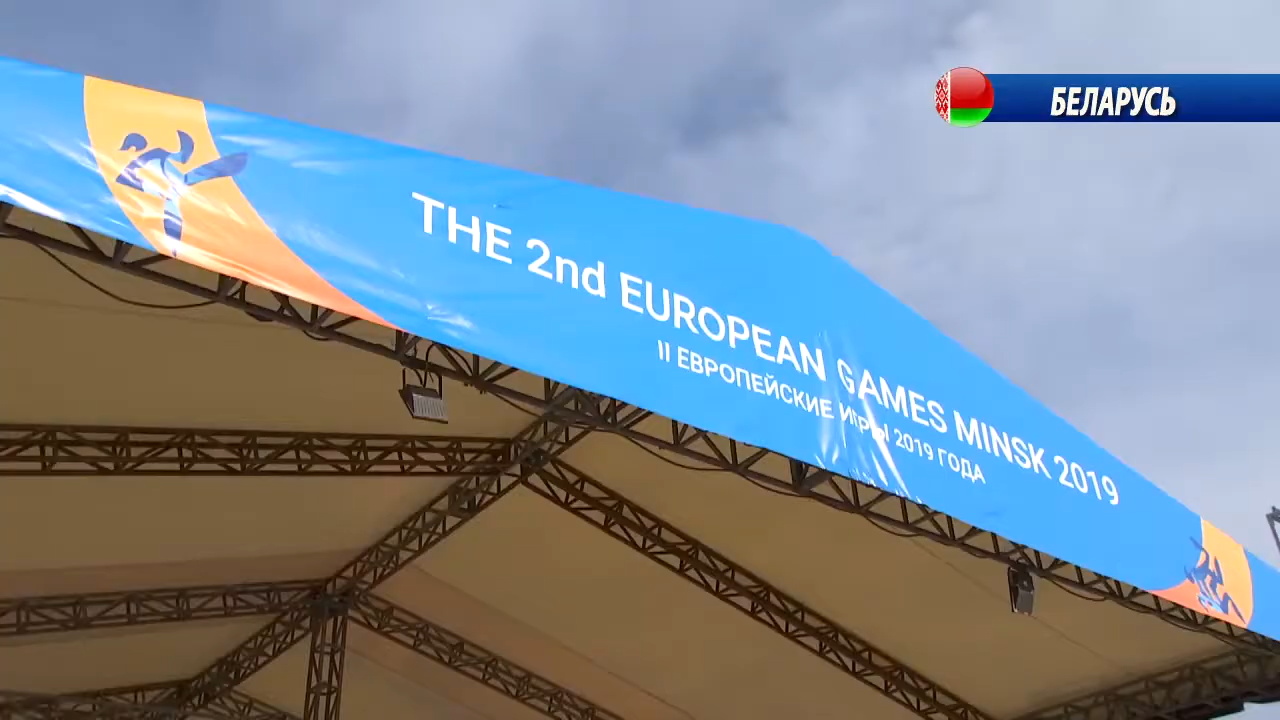 БЕЛАРУСЬ
THE 2nd EUROPEAN GAMES MINSK 2019
II ЕВРОПЕЙСКИЕ ИГРЫ 2019 ГОДА